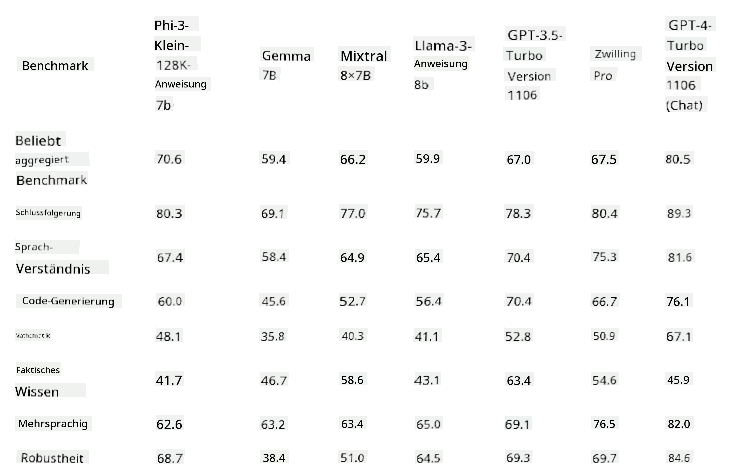 Benchmark Phi-3-Klein-128K-Anweisung 7b Gemma 7B Mixtral 8×7B Llama-3-Anweisung 8b GPT-3.5-Turbo Version 1106 Zwilling Pro GPT-4-Turbo Version 1106 (Chat)
Beliebt aggregiert Benchmark 70.6 59.4 66.2 59.9 67.0 67.5 80.5
Schlussfolgerung 80.3 69.1 77.0 75.7 78.3 80.4 89.3
Sprach-Verständnis 67.4 58.4 64.9 65.4 70.4 75.3 81.6
Code-Generierung 60.0 45.6 52.7 56.4 70.4 66.7 76.1
48.1 35.8 40.3 41.1 52.8 50.9 67.1
Faktisches Wissen 41.7 46.7 58.6 43.1 63.4 54.6 45.9
Mehrsprachig 62.6 63.2 63.4 65.0 69.1 76.5 82.0
Robustheit 68.7 38.4 51.0 64.5 69.3 69.7 84.6